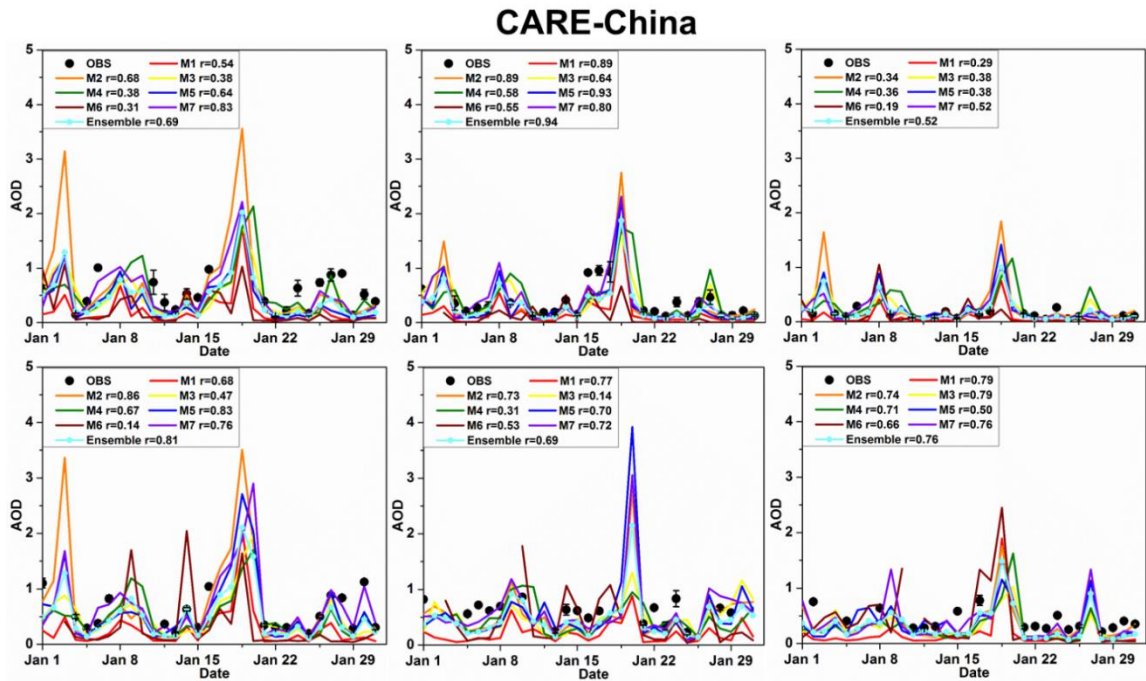 CARE-China
5
4
3
2
1
0
AOD
OBS M1 r=0.54
M2 r=0.68 M3 r=0.38
M4 r=0.38 M5 r=0.64
M6 r=0.31 M7 r=0.83
Ensemble r=0.69
Jan 1 Jan 8 Jan 15 Jan 22 Jan 29
Date
5
4
3
2
1
0
AOD
OBS M1 r=0.89
M2 r=0.89 M3 r=0.64
M4 r=0.58 M5 r=0.93
M6 r=0.55 M7 r=0.80
Ensemble r=0.94
Jan 1 Jan 8 Jan 15 Jan 22 Jan 29
Date
5
4
3
2
1
0
AOD
OBS M1 r=0.29
M2 r=0.34 M3 r=0.38
M4 r=0.36 M5 r=0.38
M6 r=0.19 M7 r=0.52
Ensemble r=0.52
Jan 1 Jan 8 Jan 15 Jan 22 Jan 29
Date
5
4
3
2
1
0
AOD
OBS M1 r=0.68
M2 r=0.86 M3 r=0.47
M4 r=0.67 M5 r=0.83
M6 r=0.14 M7 r=0.76
Ensemble r=0.81
Jan 1 Jan 8 Jan 15 Jan 22 Jan 29
Date
5
4
3
2
1
0
AOD
OBS M1 r=0.77
M2 r=0.73 M3 r=0.14
M4 r=0.31 M5 r=0.70
M6 r=0.53 M7 r=0.72
Ensemble r=0.69
Jan 1 Jan 8 Jan 15 Jan 22 Jan 29
Date
5
4
3
2
1
0
AOD
OBS M1 r=0.79
M2 r=0.74 M3 r=0.79
M4 r=0.71 M5 r=0.50
M6 r=0.66 M7 r=0.76
Ensemble r=0.76
Jan 1 Jan 8 Jan 15 Jan 22 Jan 29
Date